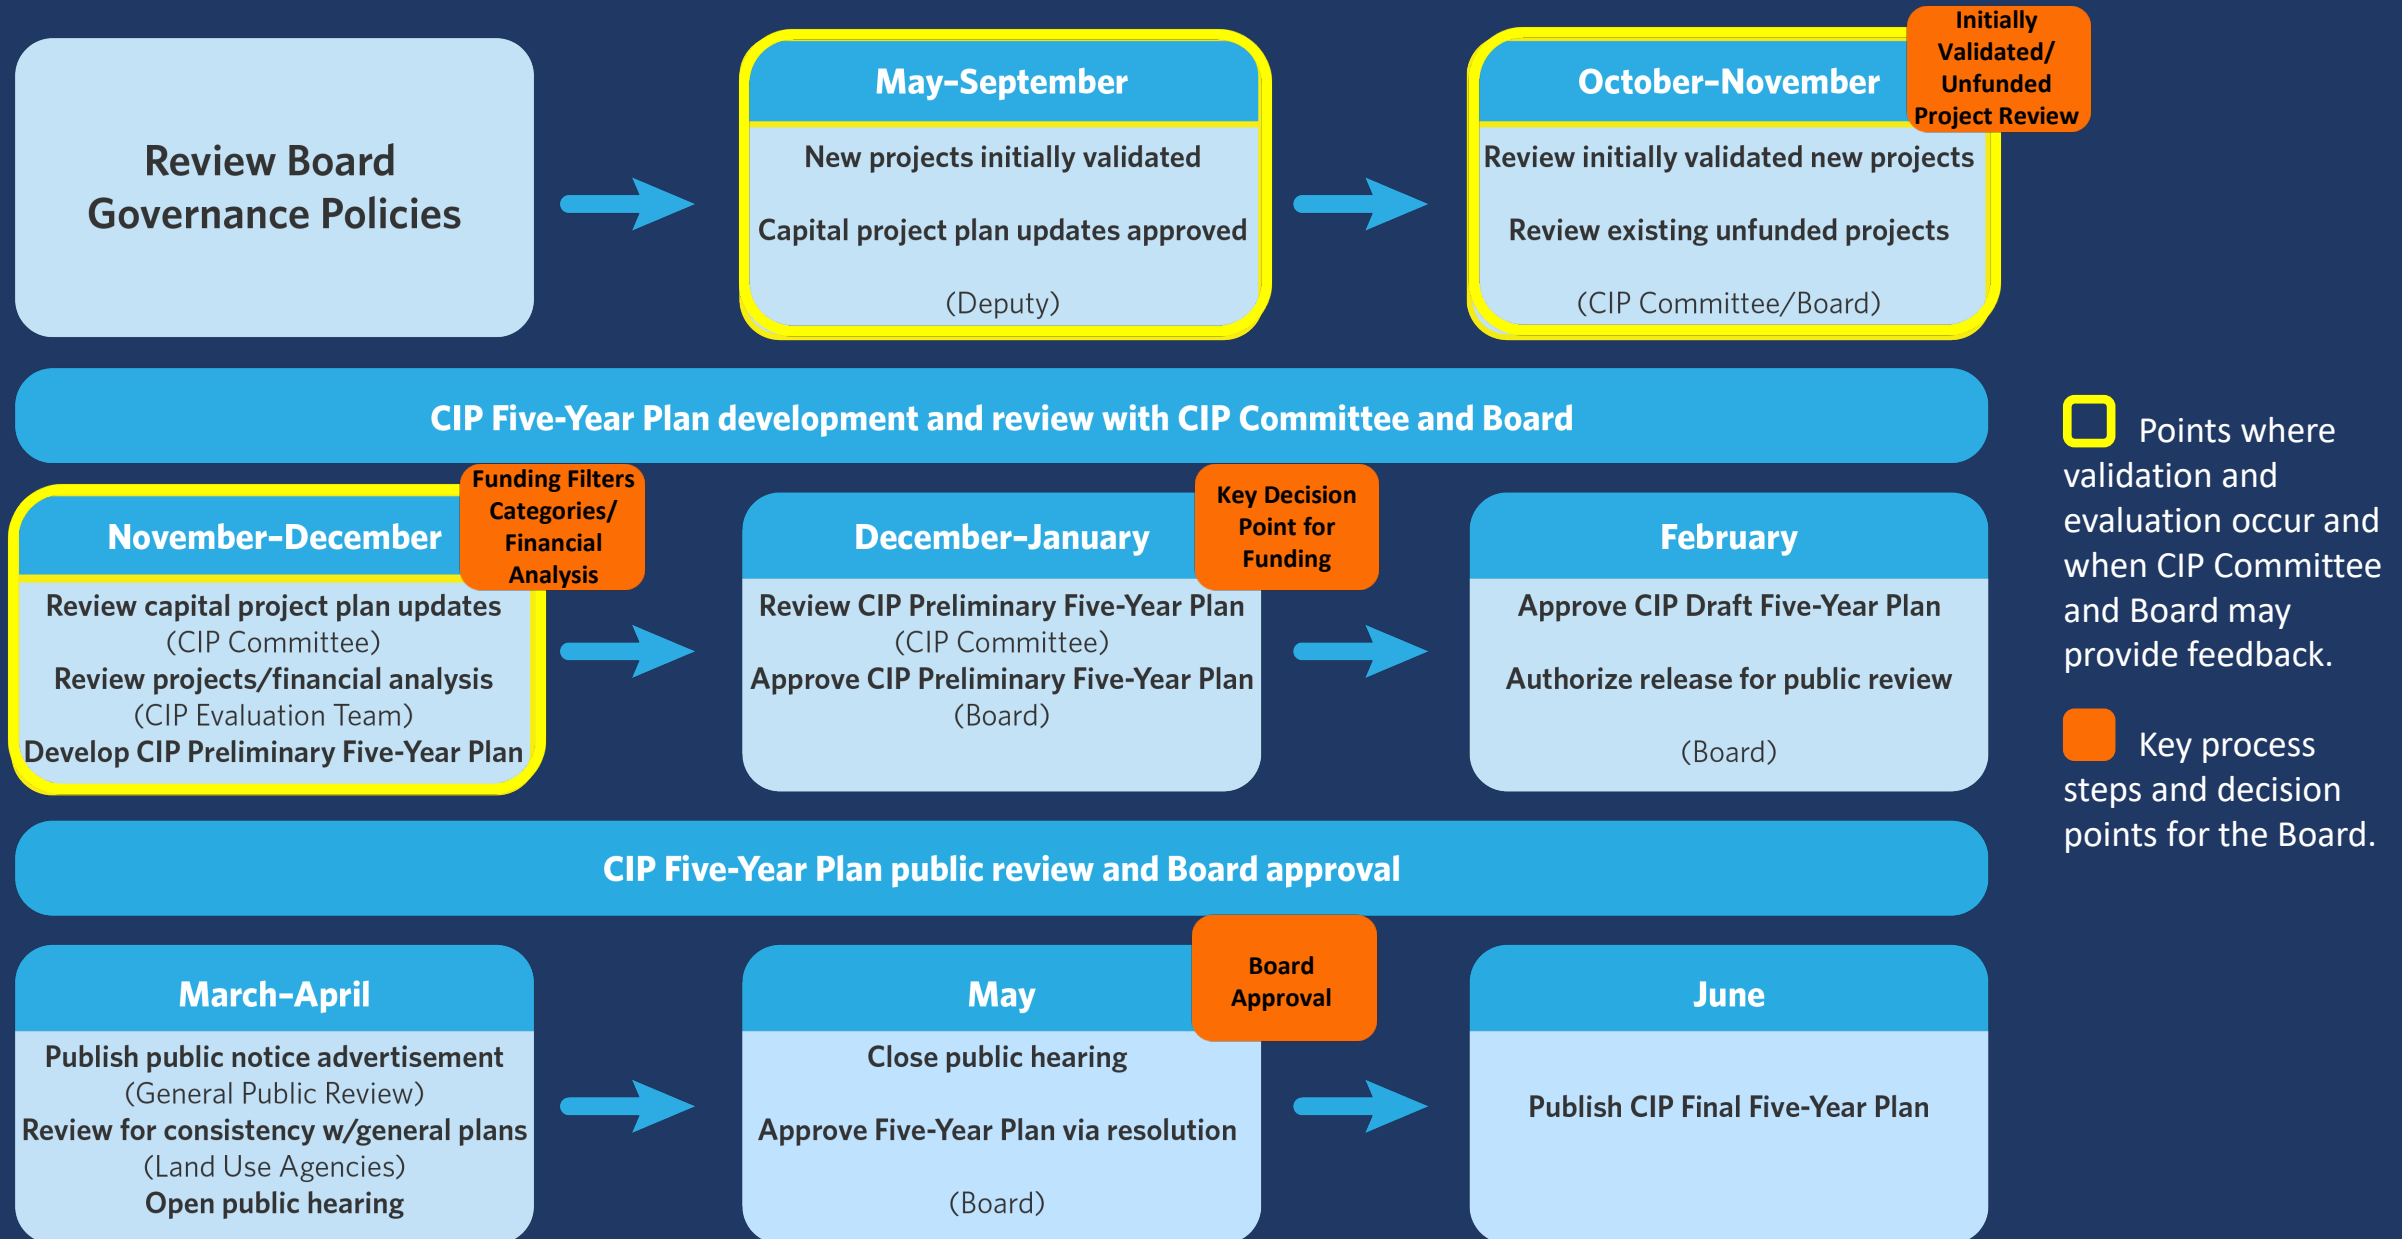 Review Board
Governance Policies
May–September
New projects initially validated
Capital project plan updates approved
(Deputy)
October–November
Initially
Validated/
Unfunded
Project Review
Review initially validated new projects
Review existing unfunded projects
(CIP Committee/Board)
CIP Five-Year Plan development and review with CIP Committee and Board
November–December
Funding Filters
Categories/
Financial
Analysis
Review capital project plan updates
(CIP Committee)
Review projects/financial analysis
(CIP Evaluation Team)
Develop CIP Preliminary Five-Year Plan
December–January
Key Decision
Point for
Funding
Review CIP Preliminary Five-Year Plan
(CIP Committee)
Approve CIP Preliminary Five-Year Plan
(Board)
February
Approve CIP Draft Five-Year Plan
Authorize release for public review
(Board)
Points where
validation and
evaluation occur and
when CIP Committee
and Board may
provide feedback.
Key process
steps and decision
points for the Board.
CIP Five-Year Plan public review and Board approval
March–April
Publish public notice advertisement
(General Public Review)
Review for consistency w/general plans
(Land Use Agencies)
Open public hearing
May
Board
Approval
Close public hearing
Approve Five-Year Plan via resolution
(Board)
June
Publish CIP Final Five-Year Plan